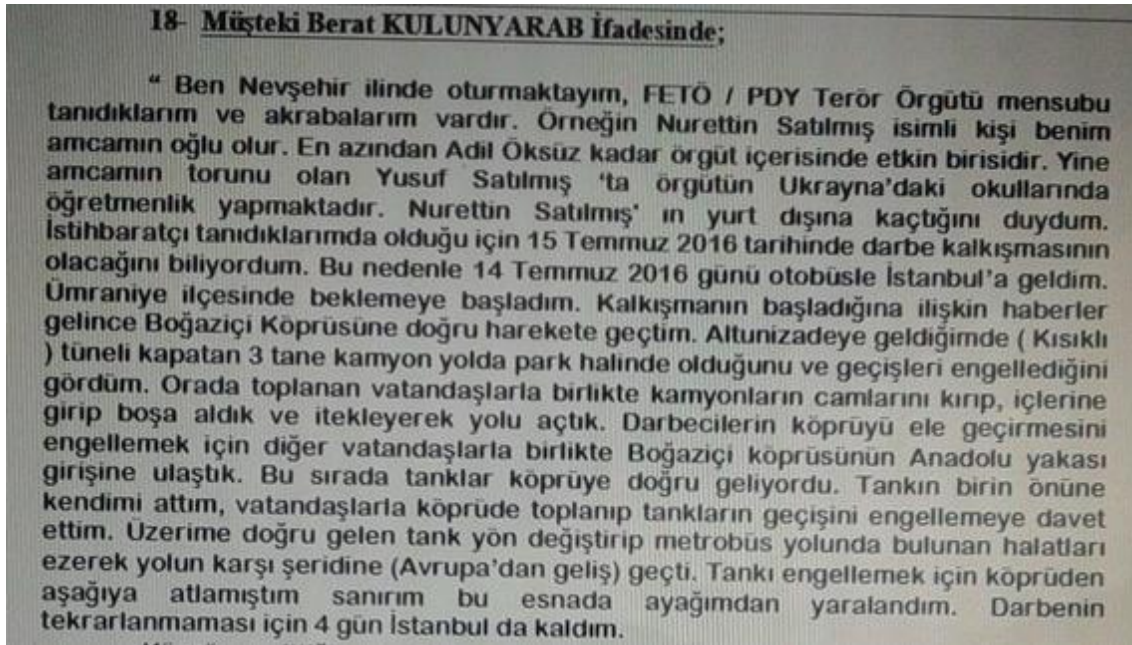 18- Müşteki Berat KULUNYARAB İfadesinde;
“ Ben Nevşehir ilinde oturmaktayım, FETÖ / PDY Terör Örgütü mensubu
tanıdıklarım ve akrabalarım vardır. Örneğin Nurettin Satılmış isimli kişi benim
amcamın oğlu olur. En azından Adil Öksüz kadar örgüt içerisinde etkin birisidir. Yine
amcamın torunu olan Yusuf Satılmış ‘ta örgütün Ukrayna’daki okullarında
öğretmenlik yapmaktadır. Nurettin Satılmış‘ ın yurt dışına kaçtığını duydum.
İstihbaratçı tanıdıklarımda olduğu için 15 Temmuz 2016 tarihinde darbe kalkışmasının
olacağını biliyordum. Bu nedenle 14 Temmuz 2016 günü otobüsle İstanbul’a geldim.
Ümraniye ilçesinde beklemeye başladım. Kalkışmanın başladığına ilişkin haberler
gelince Boğaziçi Köprüsüne doğru harekete geçtim. Altunizadeye geldiğimde ( Kısıklı
) tüneli kapatan 3 tane kamyon yolda park halinde olduğunu ve geçişleri engellediğini
gördüm. Orada toplanan vatandaşlarla birlikte kamyonların camlarını kırıp, içlerine
girip boşa aldık ve itekleyerek yolu açtık. Darbecilerin köprüyü ele geçirmesini
engellemek için diğer vatandaşlarla birlikte Boğaziçi köprüsünün Anadolu yakası
girişine ulaştık. Bu sırada tanklar köprüye doğru geliyordu. Tankın birin önüne
kendimi attım, vatandaşlarla köprüde toplanıp tankların geçişini engellemeye davet
ettim. Üzerime doğru gelen tank yön değiştirip metrobüs yolunda bulunan halatları
ezerek yolun karşı şeridine (Avrupa’dan geliş) geçti. Tankı engellemek için köprüden
aşağıya atlamıştım sanırım bu esnada ayağımdan yaralandım. Darbenin
tekrarlanmaması için 4 gün İstanbul da kaldım.